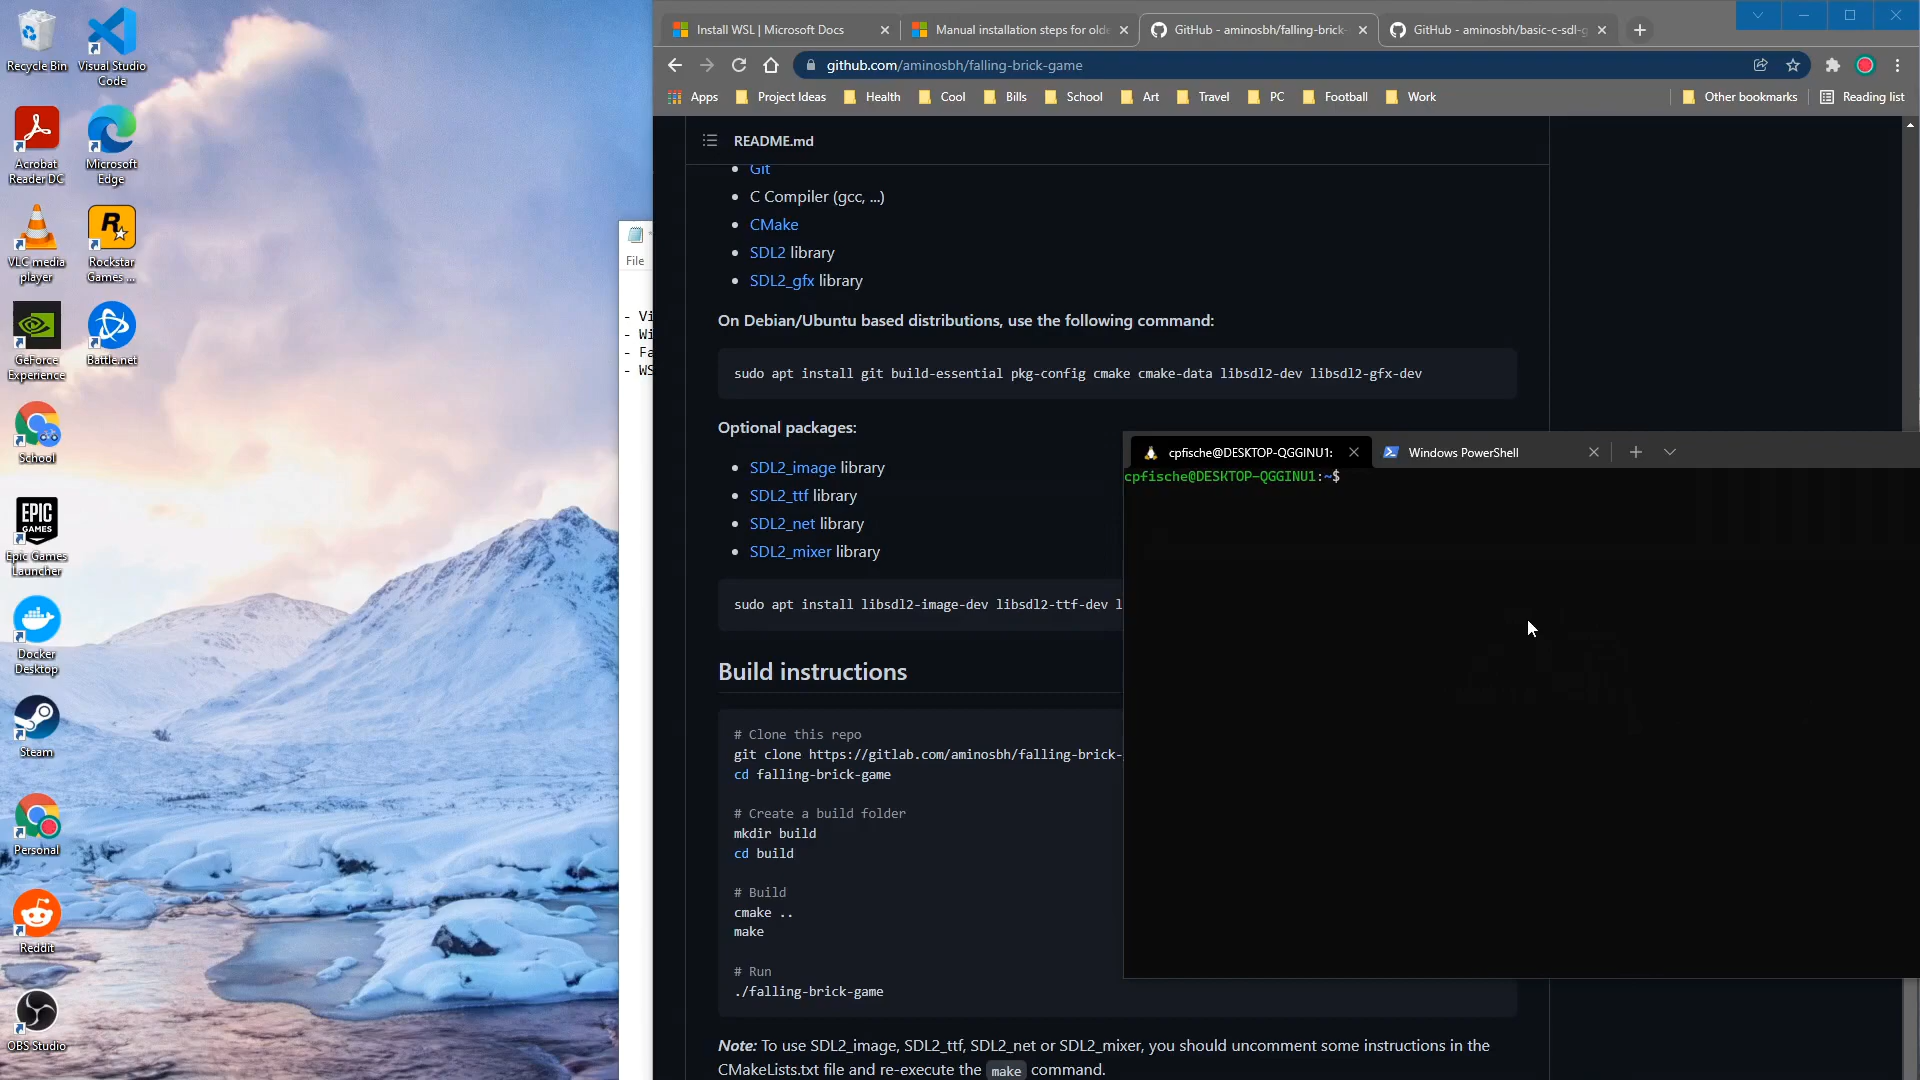 Recycle Bin
Visual Studio
Code
Acrobat
Reader DC
Microsoft
Edge
VLC media
player
Rockstar
Games ...
GeForce
Experience
Battle.net
School
EPIC
GAMES
Epic Games
Launcher
Docker
Desktop
Steam
Personal
Reddit
OBS Studio
File
- Vi
- Wi
- Fa
- WS
Install WSL | Microsoft Docs
Manual installation steps for olde
GitHub - aminosbh/falling-brick-
GitHub - aminosbh/basic-c-sdl-g
github.com/aminosbh/falling-brick-game
Apps
Project Ideas
Health
Cool
Bills
School
Art
Travel
PC
Football
Work
Other bookmarks
Reading list
README.md
Git
C Compiler (gcc, ...)
CMake
SDL2 library
SDL2_gfx library
On Debian/Ubuntu based distributions, use the following command:
sudo apt install git build-essential pkg-config cmake cmake-data libsdl2-dev libsdl2-gfx-dev
Optional packages:
SDL2_image library
SDL2_ttf library
SDL2_net library
SDL2_mixer library
sudo apt install libsdl2-image-dev libsdl2-ttf-dev l
Build instructions
# Clone this repo
git clone https://gitlab.com/aminosbh/falling-brick-
cd falling-brick-game
# Create a build folder
mkdir build
cd build
# Build
cmake ..
make
# Run
./falling-brick-game
Note: To use SDL2_image, SDL2_ttf, SDL2_net or SDL2_mixer, you should uncomment some instructions in the
CMakeLists.txt file and re-execute the make command.
cpfische@DESKTOP-QGGINU1:
Windows PowerShell
cpfische@DESKTOP-QGGINU1:~$